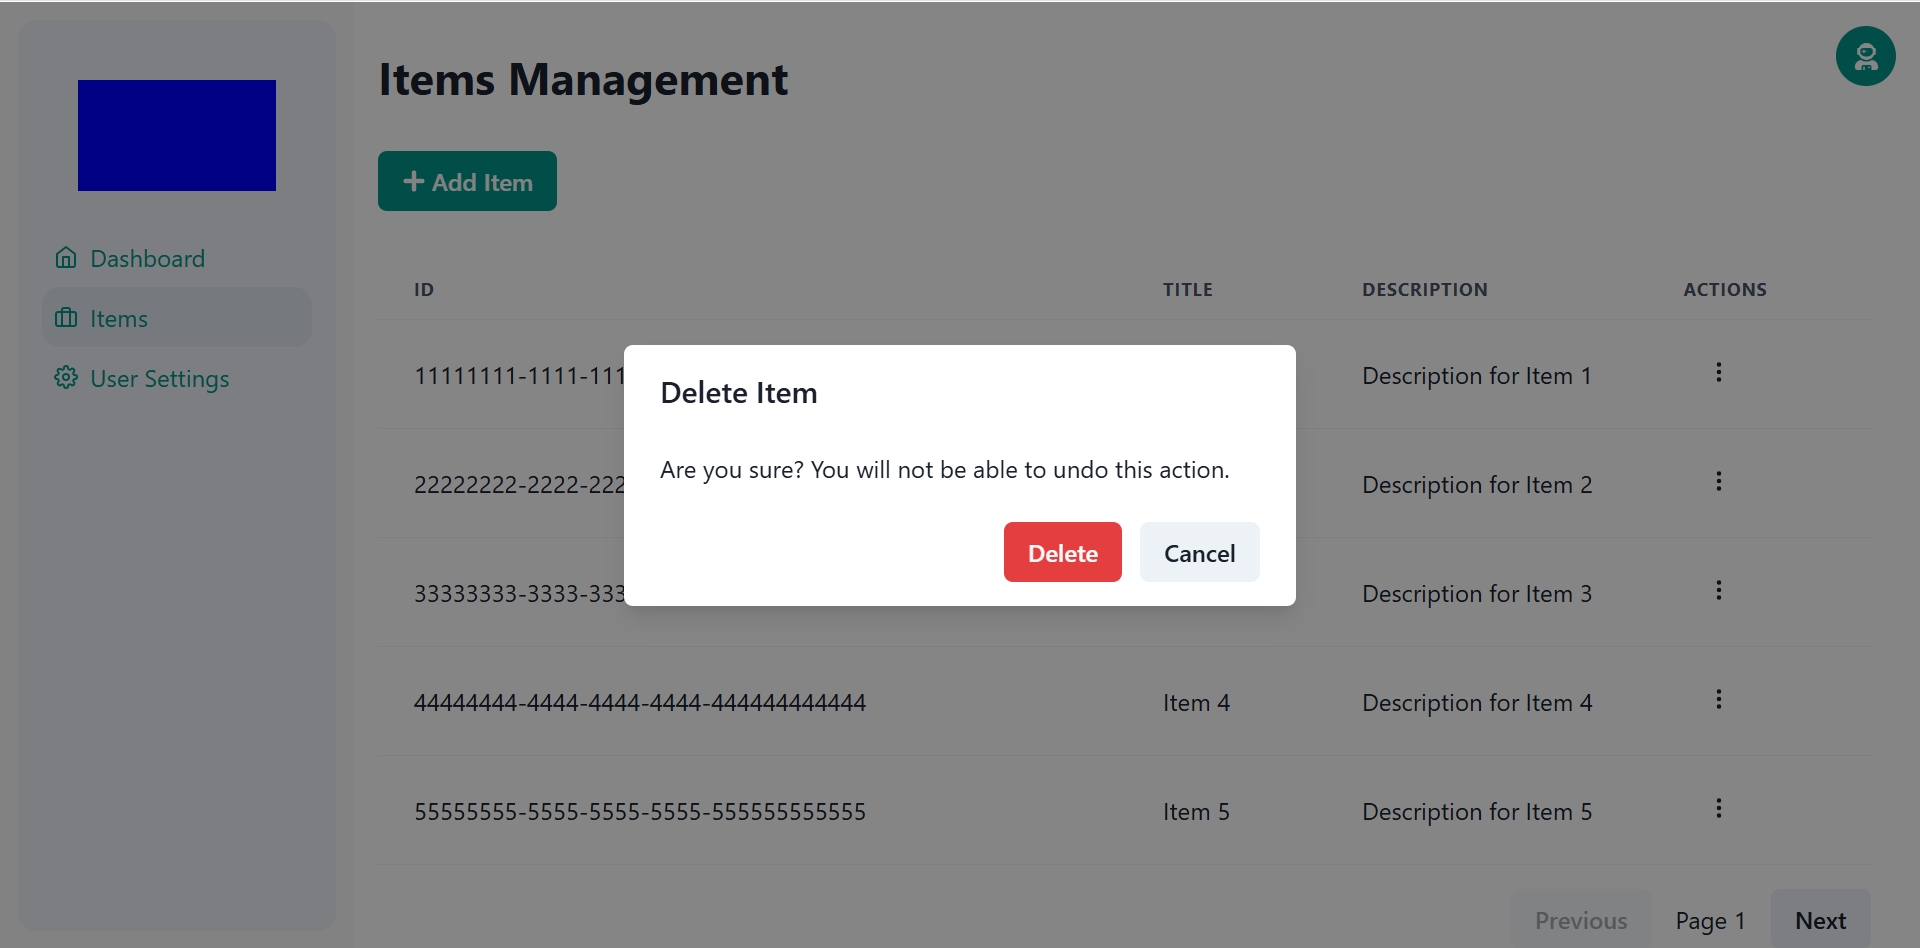 Items Management
Add Item
Dashboard
Items
User Settings
ID TITLE DESCRIPTION ACTIONS
11111111-1111-111 Description for Item 1
22222222-2222-222 Description for Item 2
33333333-3333-333 Description for Item 3
Delete Item
Are you sure? You will not be able to undo this action.
Delete Cancel
44444444-4444-4444-4444-444444444444 Item 4 Description for Item 4
55555555-5555-5555-5555-555555555555 Item 5 Description for Item 5
Previous Page 1 Next